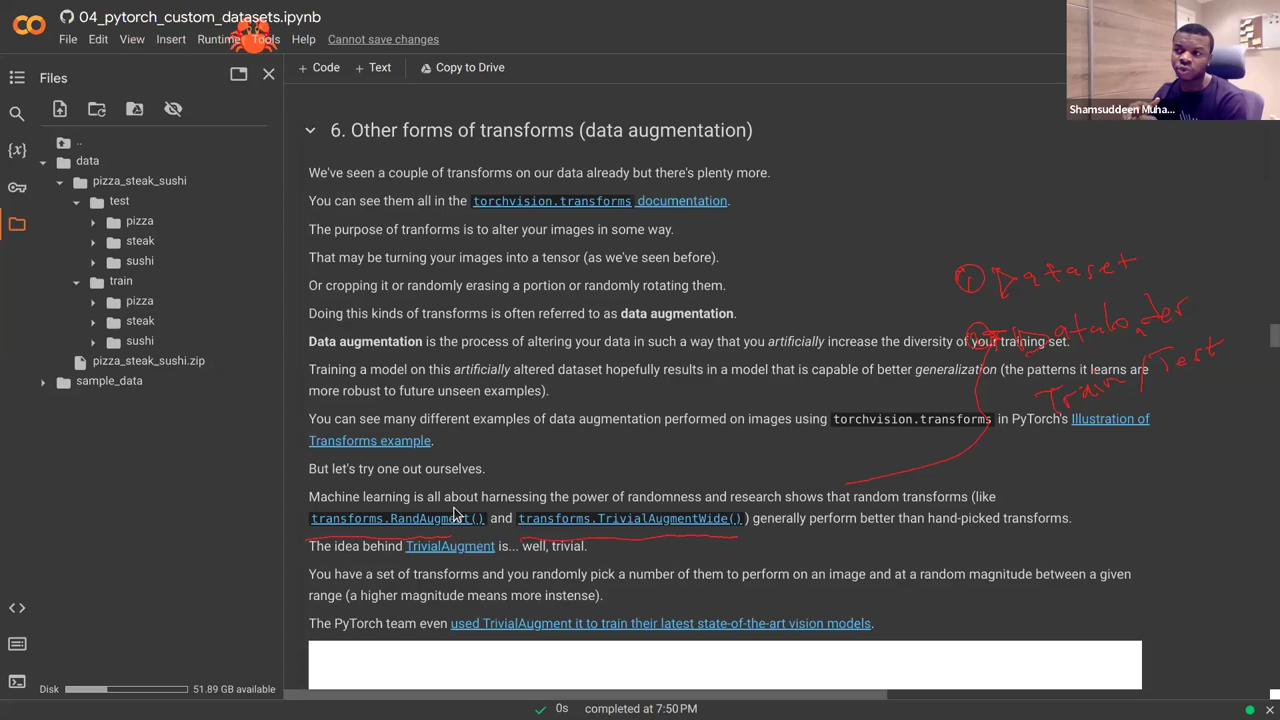 04_pytorch_custom_datasets.ipynb
File Edit View Insert Runtime Tools Help Cannot save changes
Files
+ Code + Text Copy to Drive
..
data
pizza_steak_sushi
test
pizza
steak
sushi
train
pizza
steak
sushi
pizza_steak_sushi.zip
sample_data
Disk 51.89 GB available
Shamsuddeen Muha...
6. Other forms of transforms (data augmentation)
We've seen a couple of transforms on our data already but there's plenty more.
You can see them all in the torchvision.transforms documentation.
The purpose of tranforms is to alter your images in some way.
That may be turning your images into a tensor (as we've seen before).
Or cropping it or randomly erasing a portion or randomly rotating them.
Doing this kinds of transforms is often referred to as data augmentation.
Data augmentation is the process of altering your data in such a way that you artificially increase the diversity of your training set.
Training a model on this artificially altered dataset hopefully results in a model that is capable of better generalization (the patterns it learns are
more robust to future unseen examples).
You can see many different examples of data augmentation performed on images using torchvision.transforms in PyTorch's Illustration of
Transforms example.
But let's try one out ourselves.
Machine learning is all about harnessing the power of randomness and research shows that random transforms (like
transforms.RandAugment() and transforms.TrivialAugmentWide()) generally perform better than hand-picked transforms.
The idea behind TrivialAugment is... well, trivial.
You have a set of transforms and you randomly pick a number of them to perform on an image and at a random magnitude between a given
range (a higher magnitude means more instense).
The PyTorch team even used TrivialAugment it to train their latest state-of-the-art vision models.
1 Dataset
2 Dataloader
Train/Test
0s completed at 7:50 PM